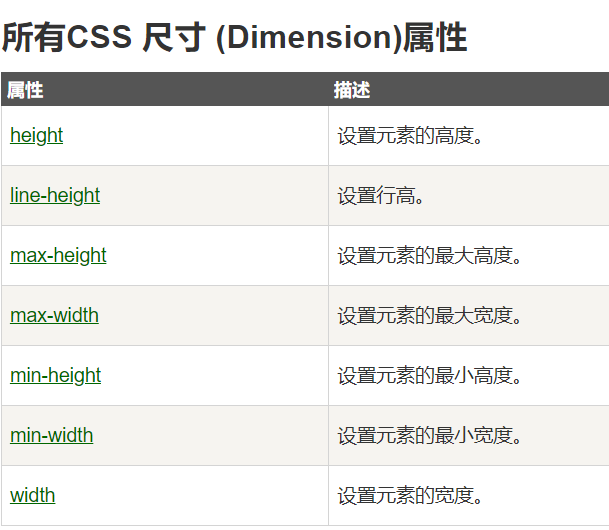 所有CSS 尺寸 (Dimension)属性
属性 描述
height 设置元素的高度。
line-height 设置行高。
max-height 设置元素的最大高度。
max-width 设置元素的最大宽度。
min-height 设置元素的最小高度。
min-width 设置元素的最小宽度。
width 设置元素的宽度。